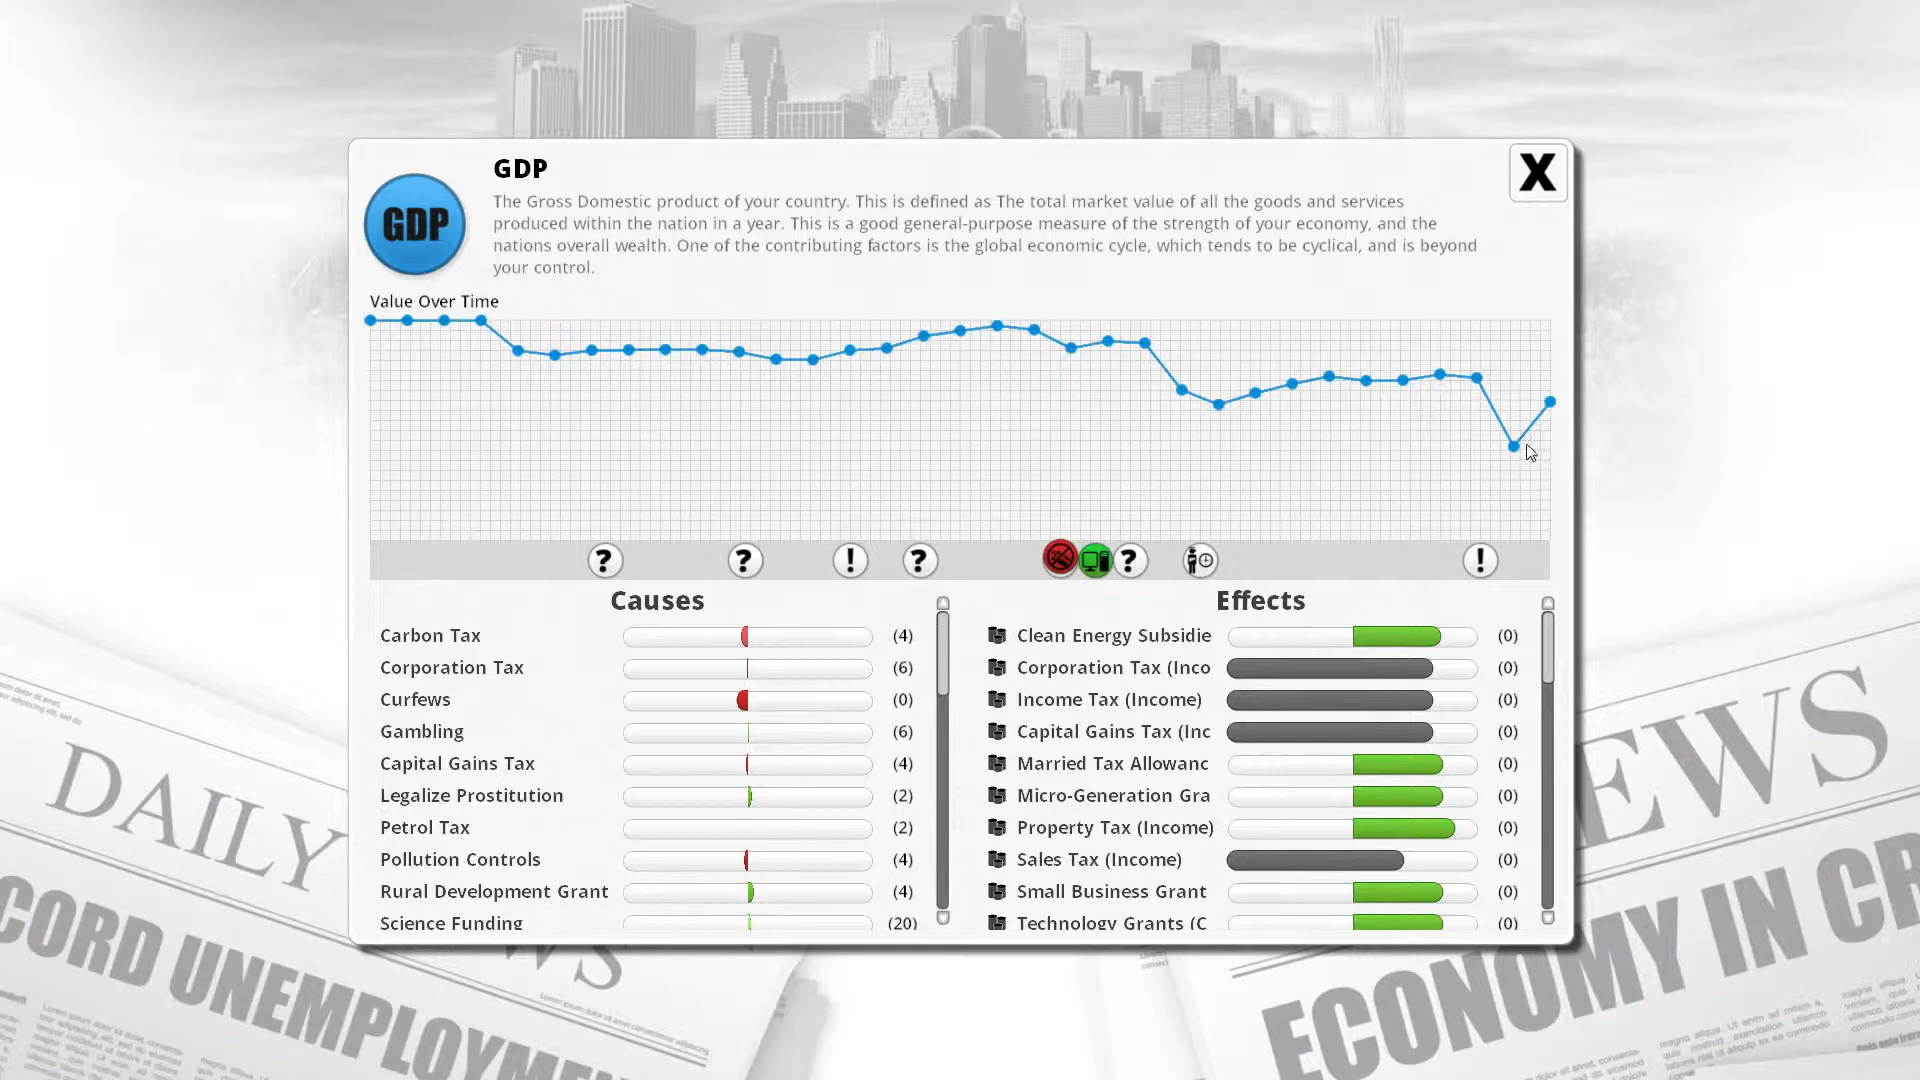 GDP
GDP
X
The Gross Domestic product of your country. This is defined as The total market value of all the goods and services
produced within the nation in a year. This is a good general-purpose measure of the strength of your economy, and the
nations overall wealth. One of the contributing factors is the global economic cycle, which tends to be cyclical, and is beyond
your control.
Value Over Time
? ? ! ? ? !
Causes
Carbon Tax (4)
Corporation Tax (6)
Curfews (0)
Gambling (6)
Capital Gains Tax (4)
Legalize Prostitution (2)
Petrol Tax (2)
Pollution Controls (4)
Rural Development Grant (4)
Science Funding (20)
Effects
Clean Energy Subsidie (0)
Corporation Tax (Inco (0)
Income Tax (Income) (0)
Capital Gains Tax (Inc (0)
Married Tax Allowanc (0)
Micro-Generation Gra (0)
Property Tax (Income) (0)
Sales Tax (Income) (0)
Small Business Grant (0)
Technology Grants (C (0)
DAILY
NEWS
CORD UNEMPLOYME
EWS
ECONOMY IN CR